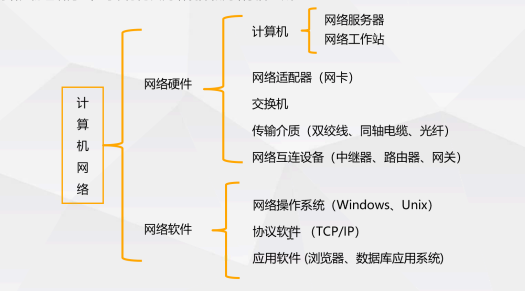 计算机网络
网络硬件
计算机
网络服务器
网络工作站
网络适配器（网卡）
交换机
传输介质（双绞线、同轴电缆、光纤）
网络互连设备（中继器、路由器、网关）
网络软件
网络操作系统（Windows、Unix）
协议软件 （TCP/IP）
应用软件 (浏览器、数据库应用系统)